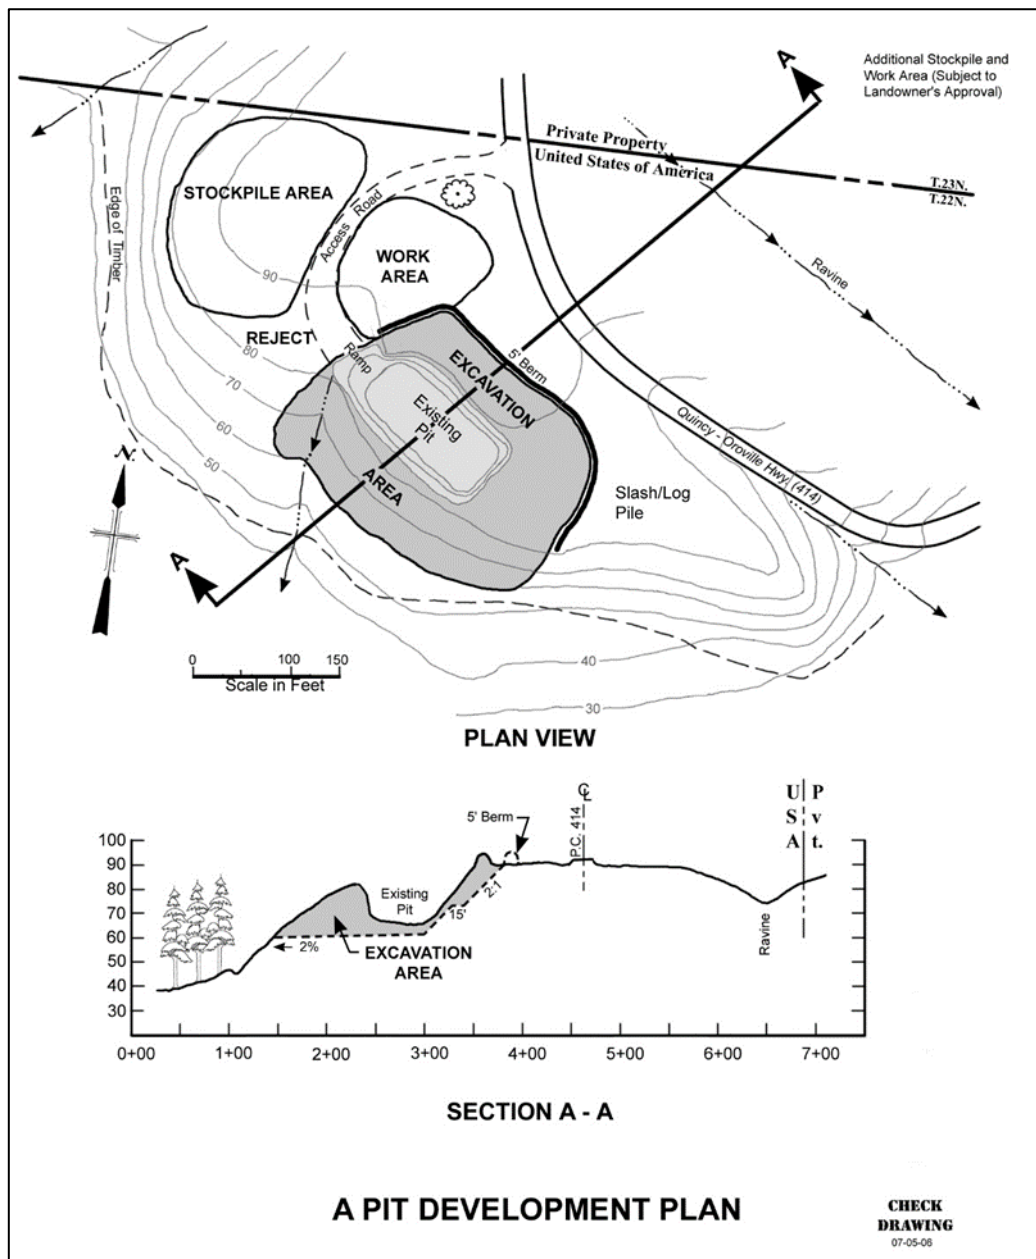 A
Additional Stockpile and
Work Area (Subject to
Landowner's Approval)
Private Property
United States of America
T.23N.
T.22N.
STOCKPILE AREA
Edge of Timber
Access Road
WORK
AREA
Ravine
90
REJECT
80
Ramp
5' Berm
EXCAVATION
70
Existing
Pit
60
Quincy - Oroville Hwy. (414)
50
AREA
Slash/Log
Pile
N.
A
0 100 150
Scale in Feet
40
30
PLAN VIEW
℄
P.C. 414
U S A
P v t.
5' Berm
100
90
80
70
60
50
40
30
Existing
Pit
2:1
15'
2%
EXCAVATION
AREA
Ravine
0+00 1+00 2+00 3+00 4+00 5+00 6+00 7+00
SECTION A - A
A PIT DEVELOPMENT PLAN
CHECK
DRAWING
07-05-06